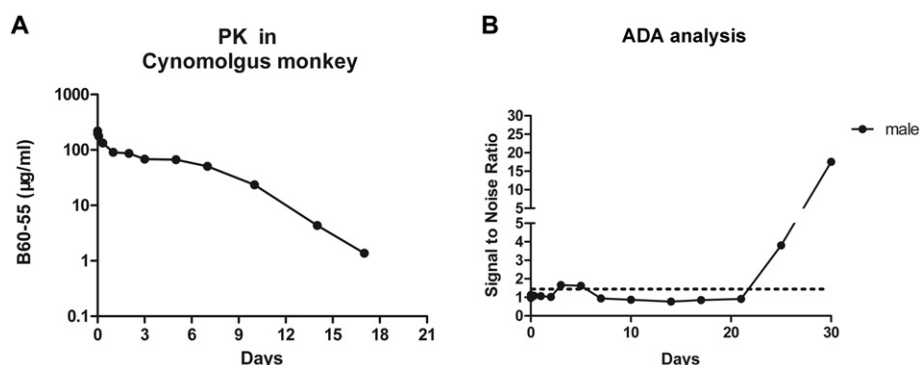 A
PK in
Cynomolgus monkey
B60-55 (µg/ml)
1000
100
10
1
0.1
0 3 6 9 12 15 18 21
Days
B
ADA analysis
Signal to Noise Ratio
30
25
20
15
10
5
5
4
3
2
1
0
0 10 20 30
Days
male